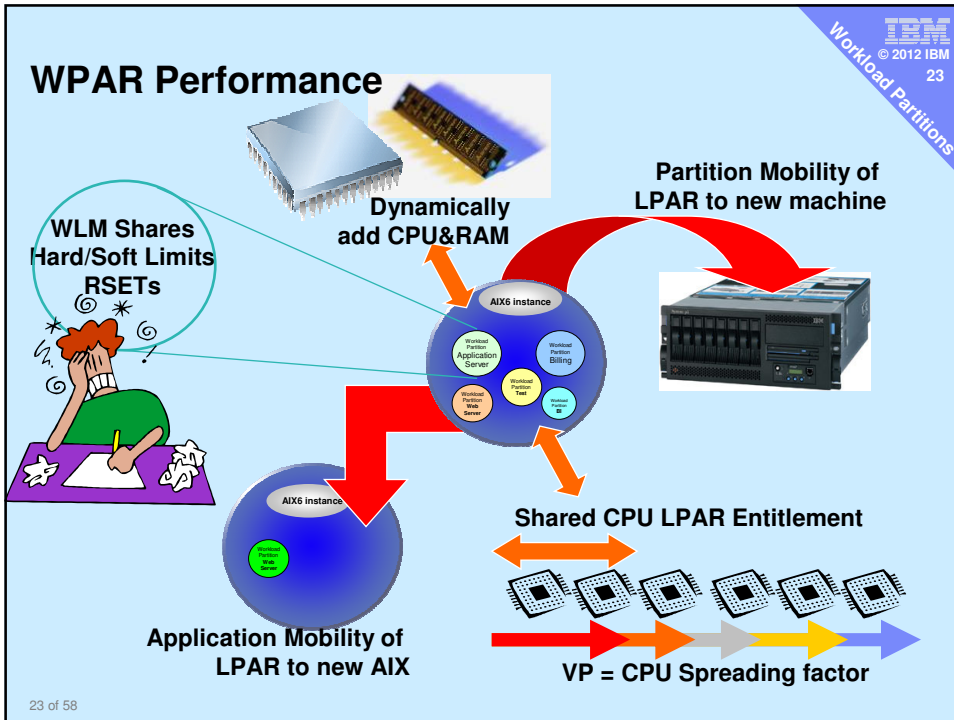 IBM
© 2012 IBM
23
Workload Partitions
WPAR Performance
Dynamically
add CPU&RAM
Partition Mobility of
LPAR to new machine
WLM Shares
Hard/Soft Limits
RSETs
AIX6 instance
Workload
Partition
Application
Server
Workload
Partition
Billing
Workload
Partition
Test
Workload
Partition
Web
Server
Workload
Partition
BI
AIX6 instance
Workload
Partition
Web
Server
Shared CPU LPAR Entitlement
Application Mobility of
LPAR to new AIX
VP = CPU Spreading factor
23 of 58